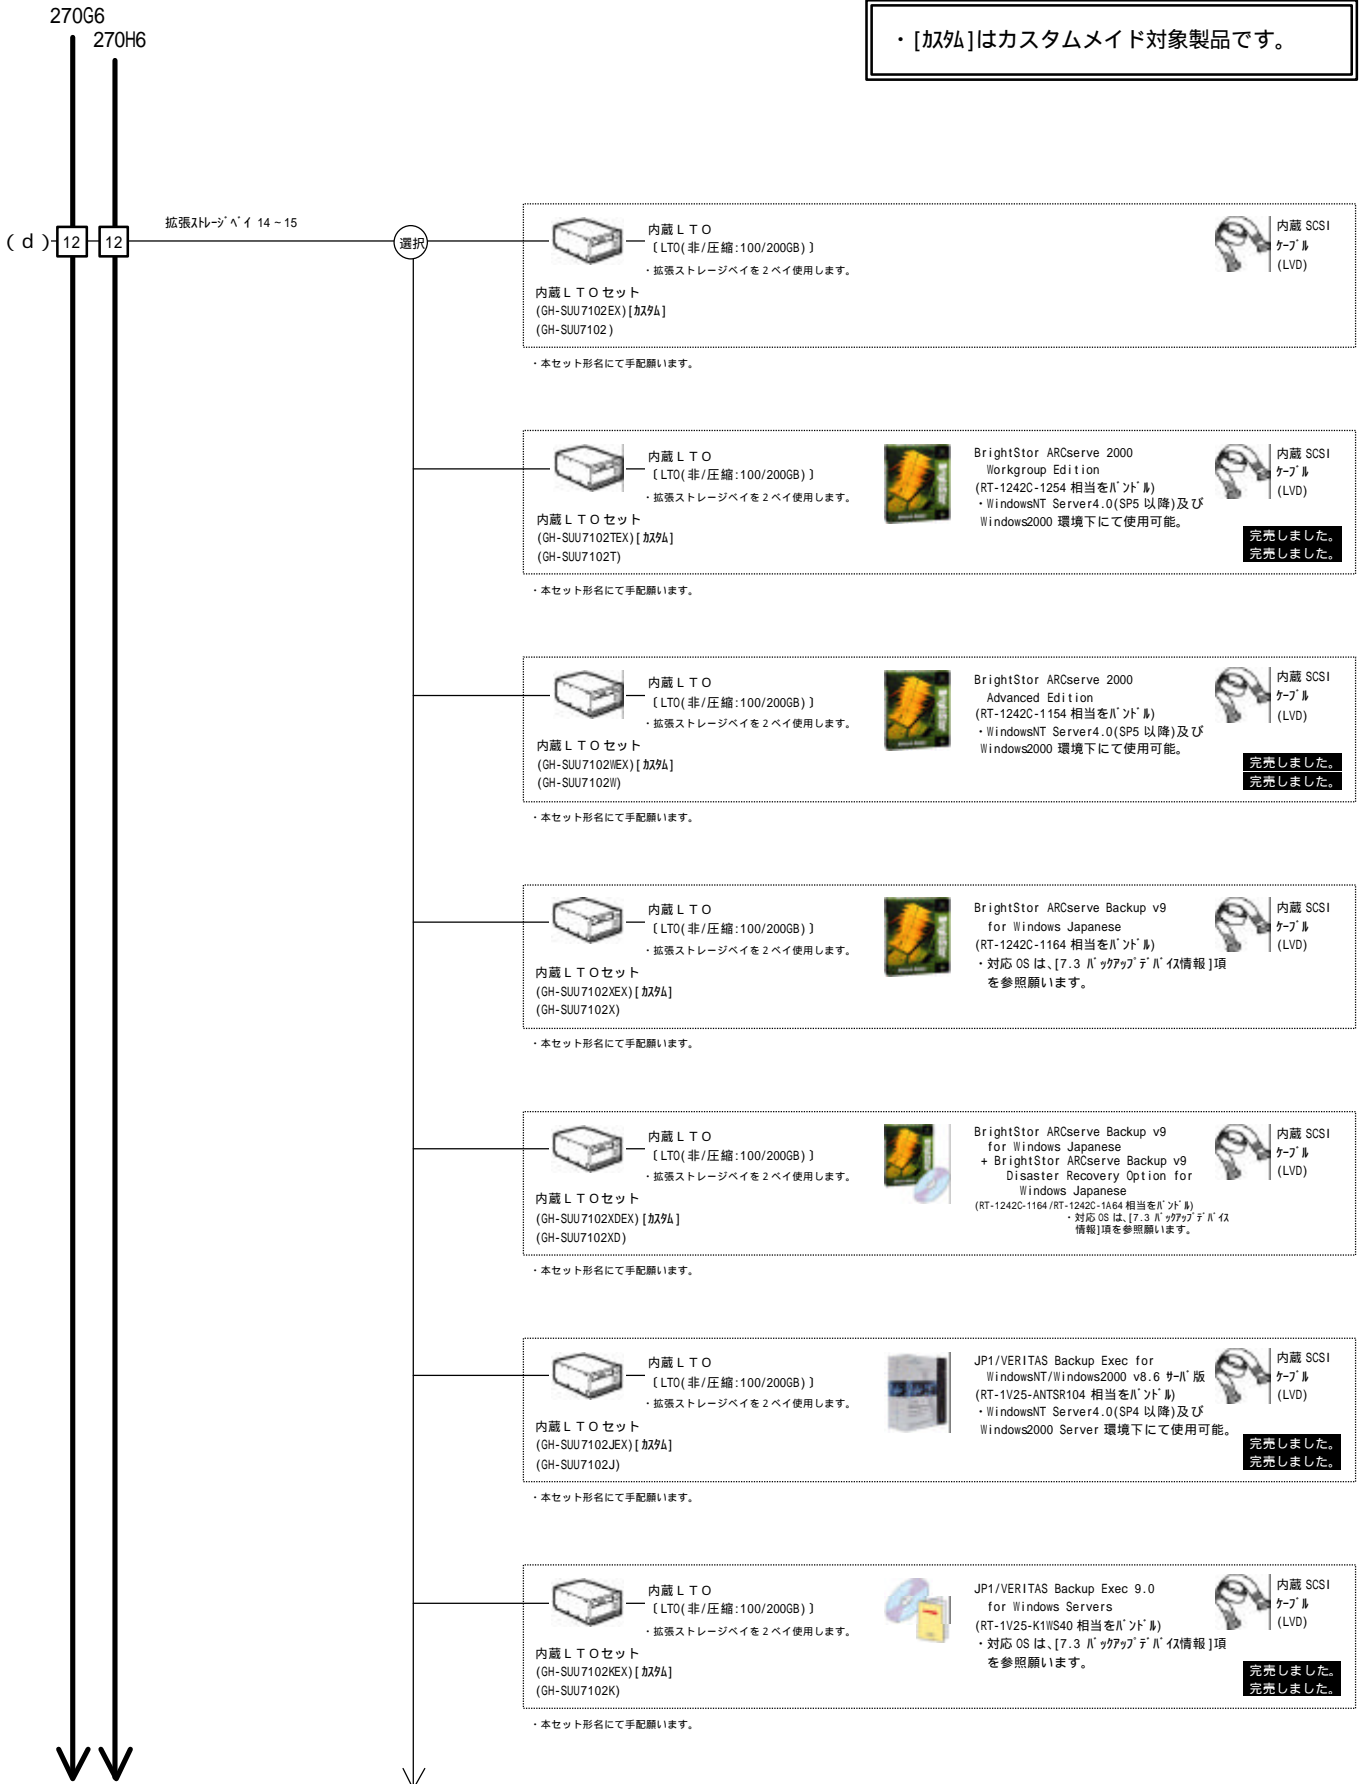 270G6
270H6
・[ｶｽﾀﾑ]はカスタムメイド対象製品です。
(d) 12 12
拡張ｽﾄﾚｰｼﾞﾍﾞｲ 14～15
選択
内蔵ＬＴＯ
〔LTO(非/圧縮:100/200GB)〕
・拡張ストレージベイを２ベイ使用します。
内蔵ＬＴＯセット
(GH-SUU7102EX)[ｶｽﾀﾑ]
(GH-SUU7102)
内蔵 SCSI
ｹｰﾌﾞﾙ
(LVD)
・本セット形名にて手配願います。
内蔵ＬＴＯ
〔LTO(非/圧縮:100/200GB)〕
・拡張ストレージベイを２ベイ使用します。
内蔵ＬＴＯセット
(GH-SUU7102TEX)[ｶｽﾀﾑ]
(GH-SUU7102T)
BrightStor ARCserve 2000
Workgroup Edition
(RT-1242C-1254 相当をﾊﾞﾝﾄﾞﾙ)
・WindowsNT Server4.0(SP5 以降)及び
Windows2000 環境下にて使用可能。
内蔵 SCSI
ｹｰﾌﾞﾙ
(LVD)
完売しました。
完売しました。
・本セット形名にて手配願います。
内蔵ＬＴＯ
〔LTO(非/圧縮:100/200GB)〕
・拡張ストレージベイを２ベイ使用します。
内蔵ＬＴＯセット
(GH-SUU7102WEX)[ｶｽﾀﾑ]
(GH-SUU7102W)
BrightStor ARCserve 2000
Advanced Edition
(RT-1242C-1154 相当をﾊﾞﾝﾄﾞﾙ)
・WindowsNT Server4.0(SP5 以降)及び
Windows2000 環境下にて使用可能。
内蔵 SCSI
ｹｰﾌﾞﾙ
(LVD)
完売しました。
完売しました。
・本セット形名にて手配願います。
内蔵ＬＴＯ
〔LTO(非/圧縮:100/200GB)〕
・拡張ストレージベイを２ベイ使用します。
内蔵ＬＴＯセット
(GH-SUU7102XEX)[ｶｽﾀﾑ]
(GH-SUU7102X)
BrightStor ARCserve Backup v9
for Windows Japanese
(RT-1242C-1164 相当をﾊﾞﾝﾄﾞﾙ)
・対応 OS は､[7.3 ﾊﾞｯｸｱｯﾌﾟﾃﾞﾊﾞｲｽ情報]項
を参照願います。
内蔵 SCSI
ｹｰﾌﾞﾙ
(LVD)
・本セット形名にて手配願います。
内蔵ＬＴＯ
〔LTO(非/圧縮:100/200GB)〕
・拡張ストレージベイを２ベイ使用します。
内蔵ＬＴＯセット
(GH-SUU7102XDEX)[ｶｽﾀﾑ]
(GH-SUU7102XD)
BrightStor ARCserve Backup v9
for Windows Japanese
+ BrightStor ARCserve Backup v9
Disaster Recovery Option for
Windows Japanese
(RT-1242C-1164/RT-1242C-1A64 相当をﾊﾞﾝﾄﾞﾙ)
・対応 OS は､[7.3 ﾊﾞｯｸｱｯﾌﾟﾃﾞﾊﾞｲｽ
情報]項を参照願います。
内蔵 SCSI
ｹｰﾌﾞﾙ
(LVD)
・本セット形名にて手配願います。
内蔵ＬＴＯ
〔LTO(非/圧縮:100/200GB)〕
・拡張ストレージベイを２ベイ使用します。
内蔵ＬＴＯセット
(GH-SUU7102JEX)[ｶｽﾀﾑ]
(GH-SUU7102J)
JP1/VERITAS Backup Exec for
WindowsNT/Windows2000 v8.6 ｻｰﾊﾞ版
(RT-1V25-ANTSR104 相当をﾊﾞﾝﾄﾞﾙ)
・WindowsNT Server4.0(SP4 以降)及び
Windows2000 Server 環境下にて使用可能。
内蔵 SCSI
ｹｰﾌﾞﾙ
(LVD)
完売しました。
完売しました。
・本セット形名にて手配願います。
内蔵ＬＴＯ
〔LTO(非/圧縮:100/200GB)〕
・拡張ストレージベイを２ベイ使用します。
内蔵ＬＴＯセット
(GH-SUU7102KEX)[ｶｽﾀﾑ]
(GH-SUU7102K)
JP1/VERITAS Backup Exec 9.0
for Windows Servers
(RT-1V25-K1WS40 相当をﾊﾞﾝﾄﾞﾙ)
・対応 OS は､[7.3 ﾊﾞｯｸｱｯﾌﾟﾃﾞﾊﾞｲｽ情報]項
を参照願います。
内蔵 SCSI
ｹｰﾌﾞﾙ
(LVD)
完売しました。
完売しました。
・本セット形名にて手配願います。